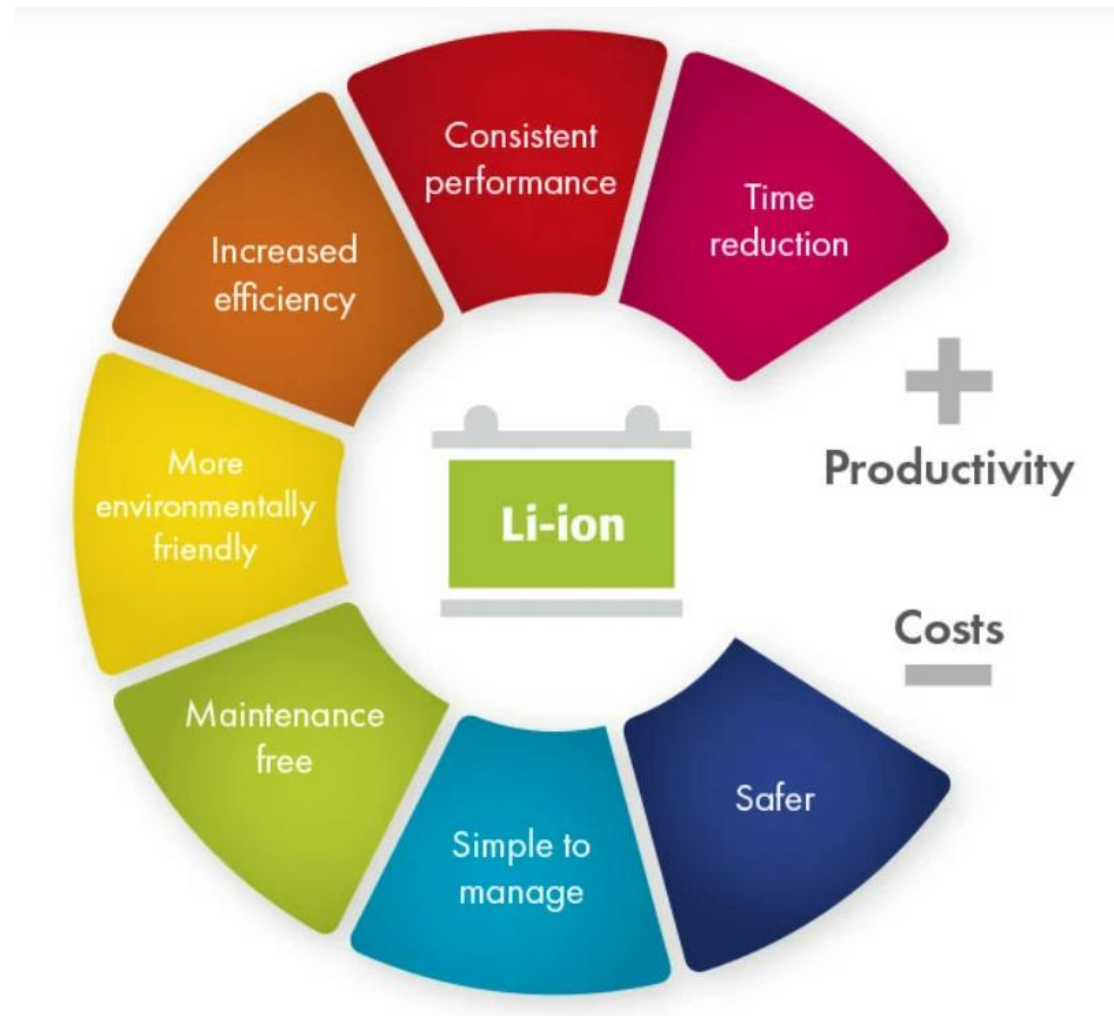 Consistent
performance
Time
reduction
Increased
efficiency
More
environmentally
friendly
Li-ion
Productivity
Costs
Maintenance
free
Simple to
manage
Safer